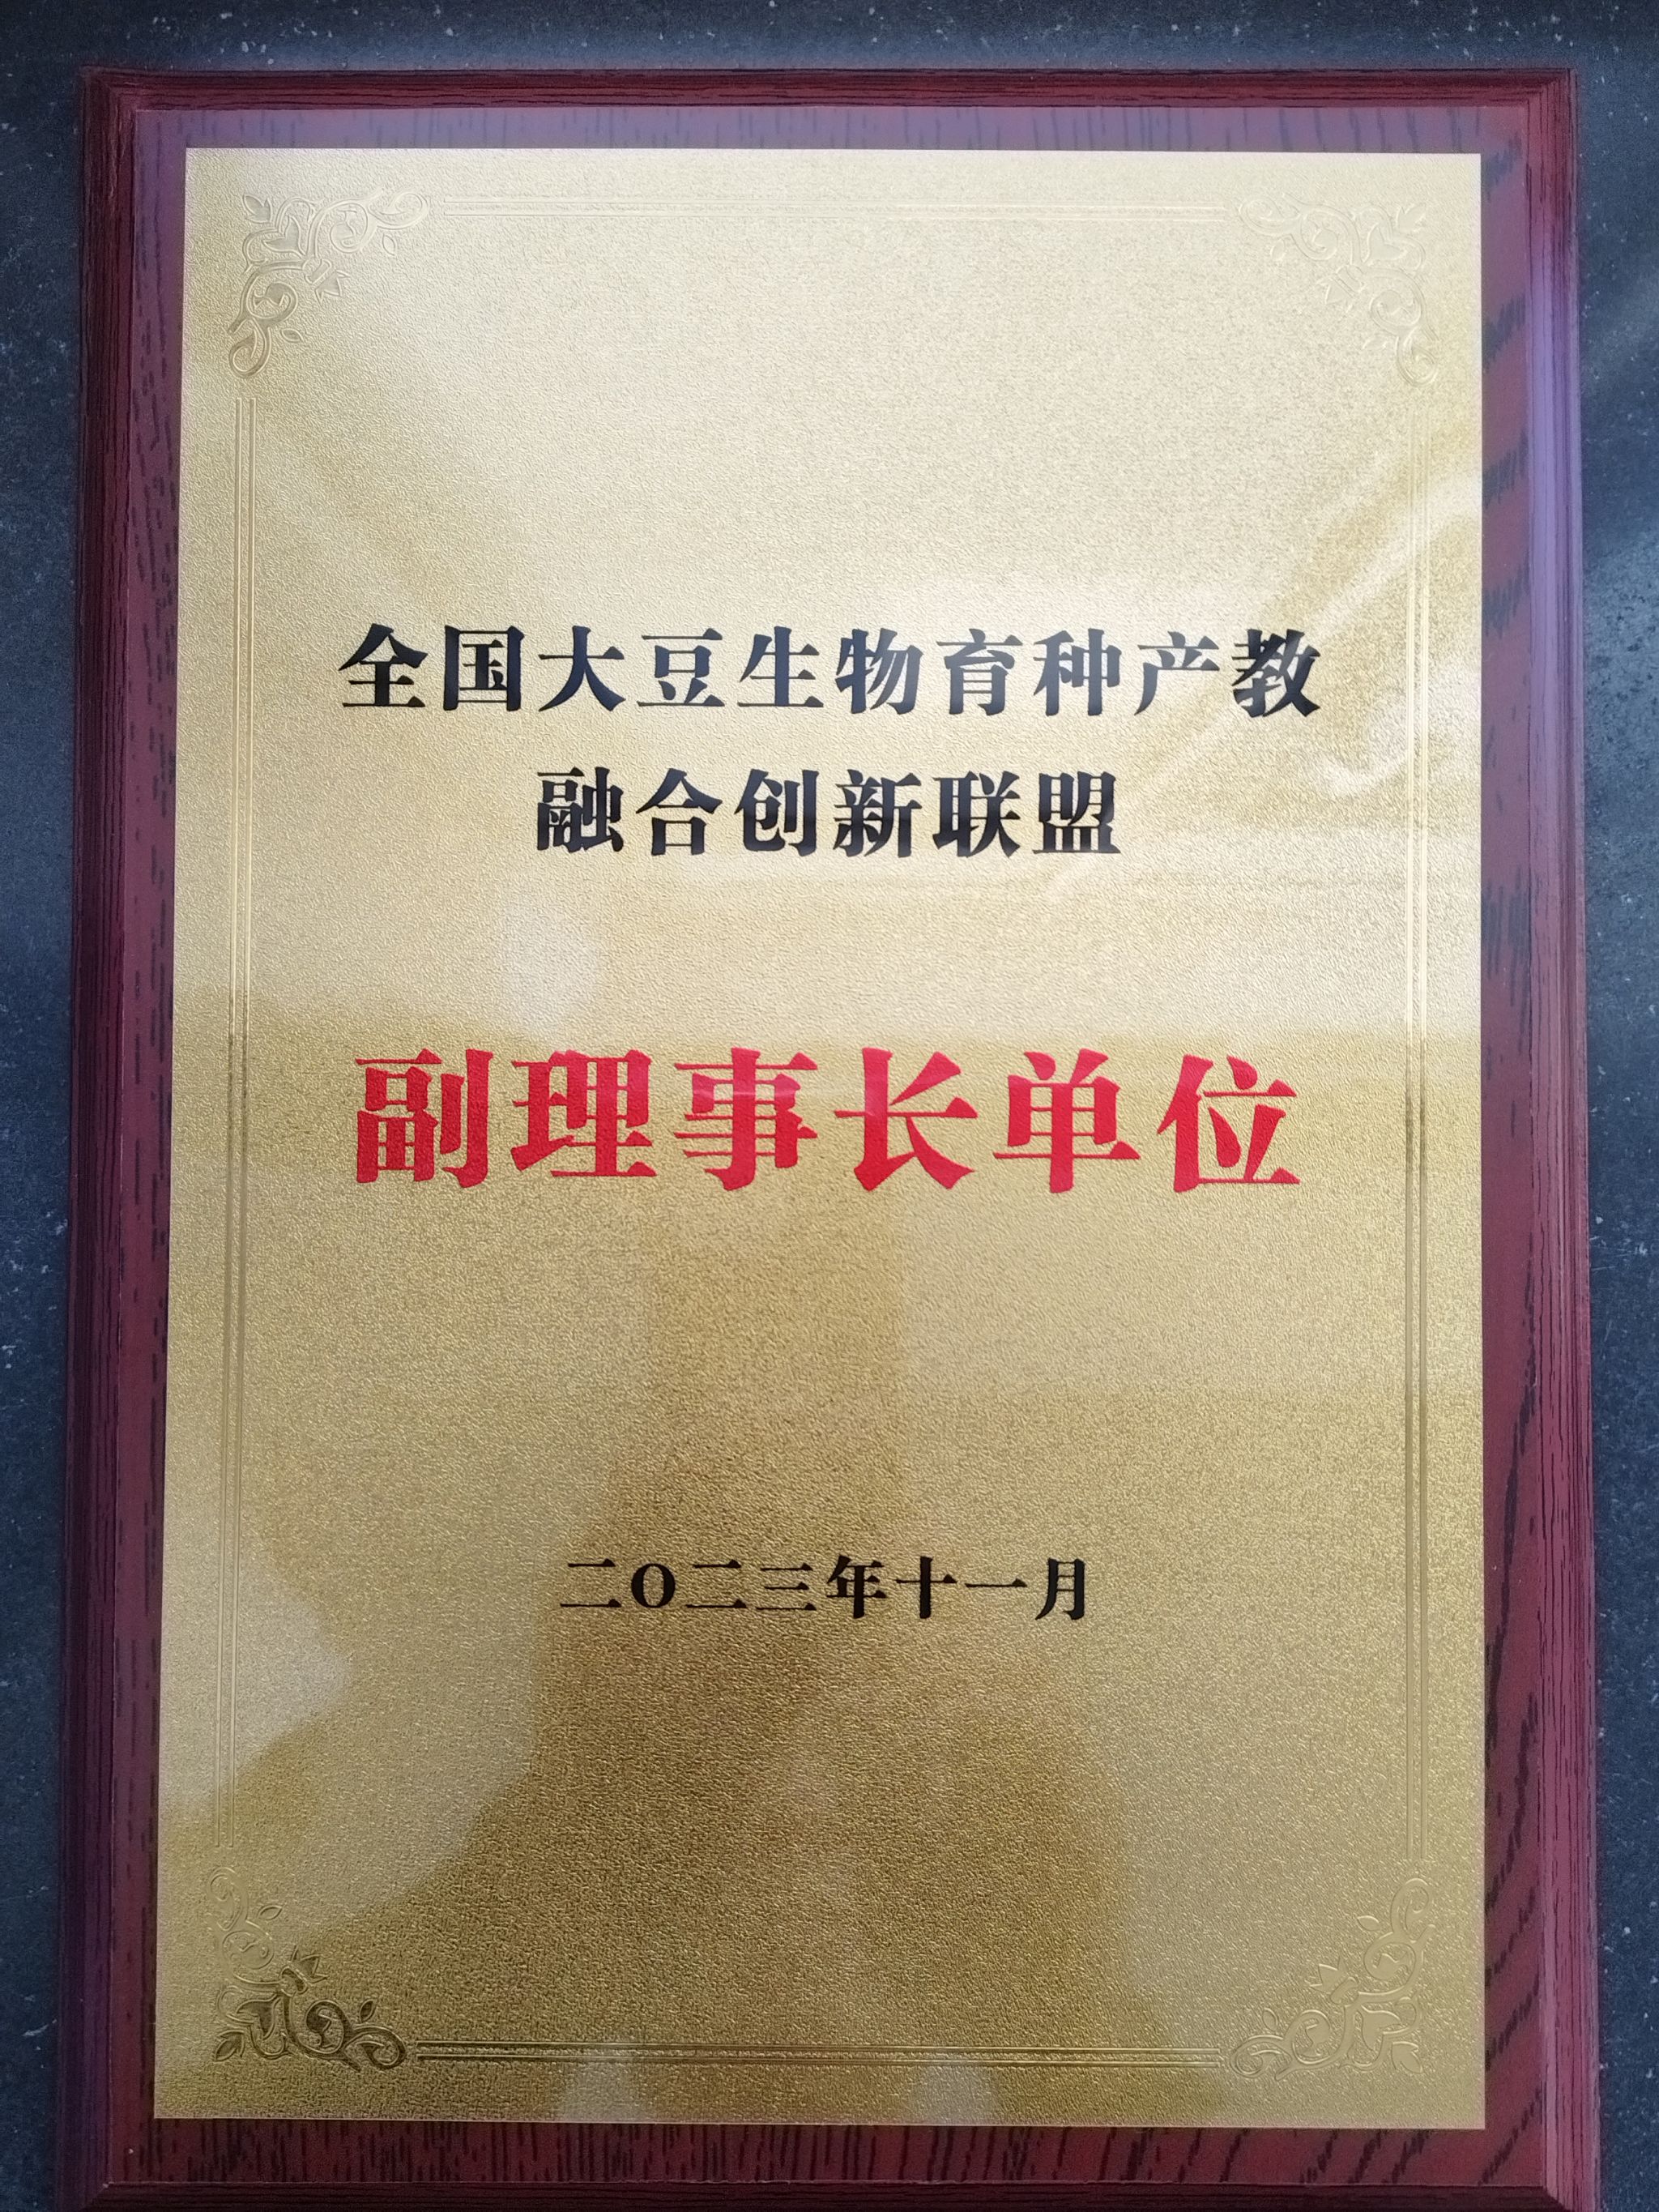 全国大豆生物育种产教
融合创新联盟
副理事长单位
二O二三年十一月